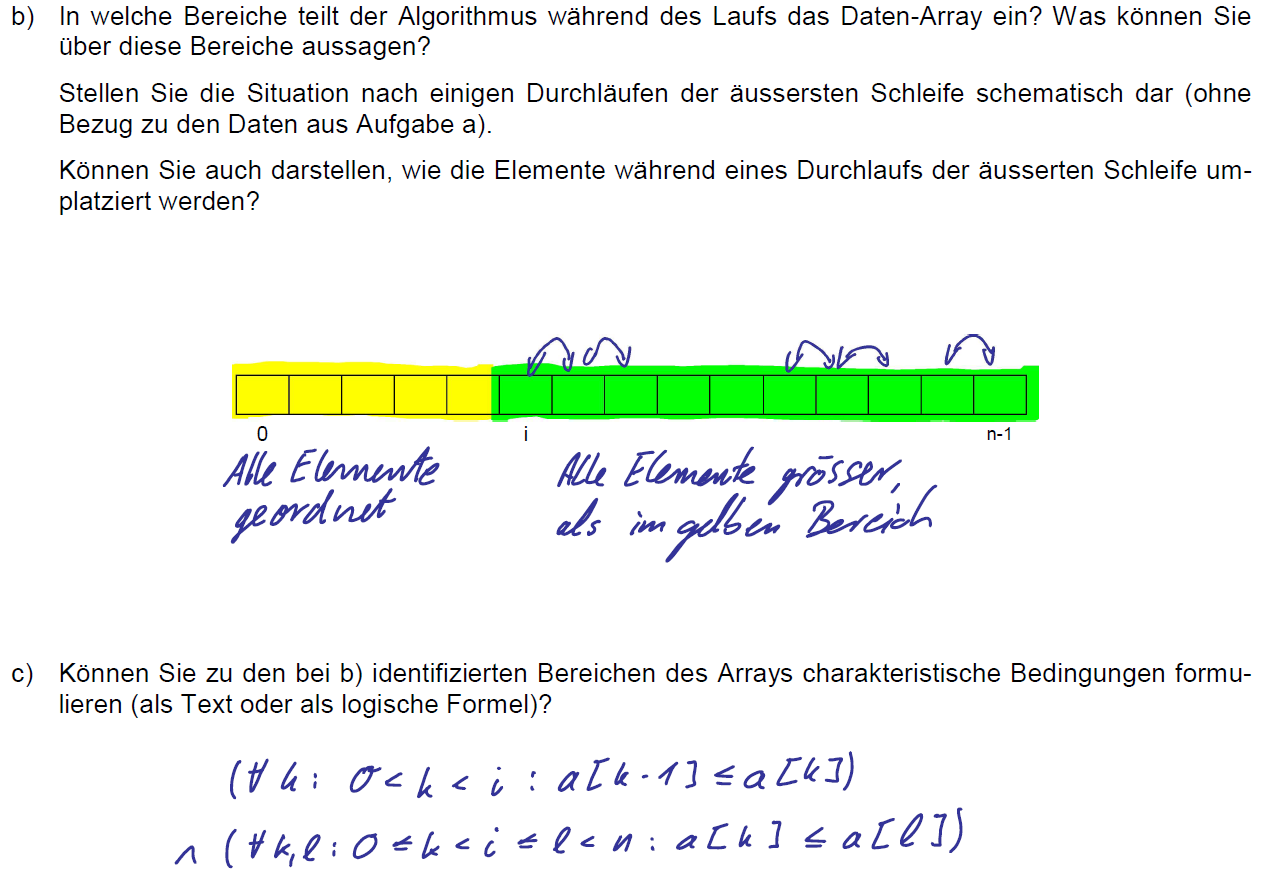 b) In welche Bereiche teilt der Algorithmus während des Laufs das Daten-Array ein? Was können Sie
über diese Bereiche aussagen?
Stellen Sie die Situation nach einigen Durchläufen der äussersten Schleife schematisch dar (ohne
Bezug zu den Daten aus Aufgabe a).
Können Sie auch darstellen, wie die Elemente während eines Durchlaufs der äusserten Schleife um-
platziert werden?
0 i n-1
Alle Elemente
geordnet
Alle Elemente grösser,
als im gelben Bereich
c) Können Sie zu den bei b) identifizierten Bereichen des Arrays charakteristische Bedingungen formu-
lieren (als Text oder als logische Formel)?
(∀k: 0<k<i : a[k-1] ≤ a[k])
∧ (∀k,l: 0≤k<i≤l<n: a[k] ≤ a[l])